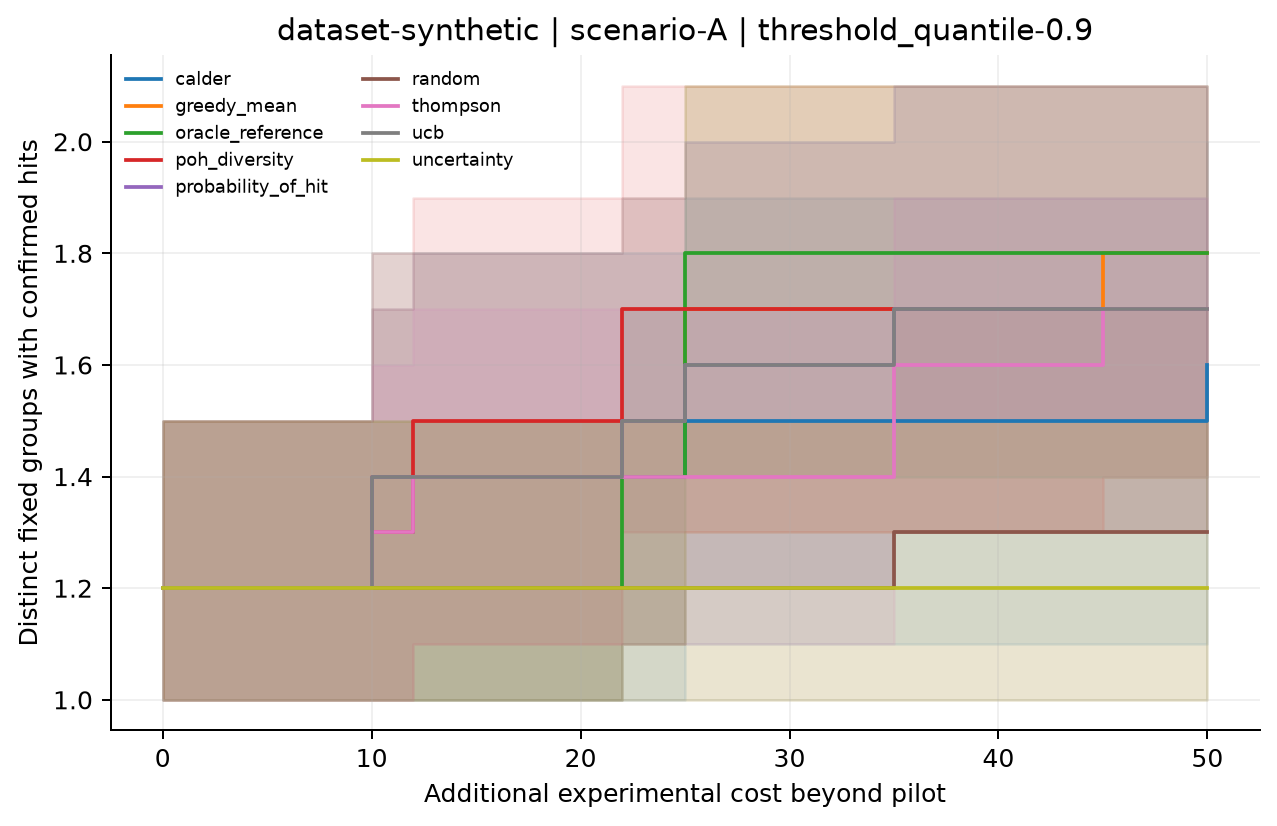 dataset-synthetic | scenario-A | threshold_quantile-0.9
calder
greedy_mean
oracle_reference
poh_diversity
probability_of_hit
random
thompson
ucb
uncertainty
Distinct fixed groups with confirmed hits
2.0
1.8
1.6
1.4
1.2
1.0
0 10 20 30 40 50
Additional experimental cost beyond pilot